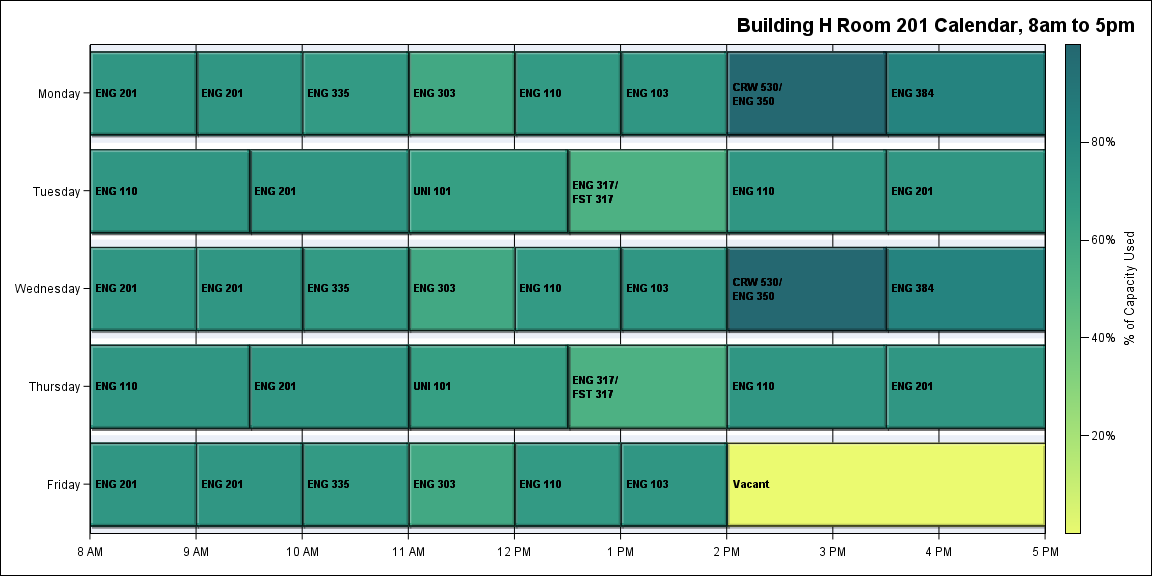 Building H Room 201 Calendar, 8am to 5pm
Monday
ENG 201
ENG 201
ENG 335
ENG 303
ENG 110
ENG 103
CRW 530/
ENG 350
ENG 384
Tuesday
ENG 110
ENG 201
UNI 101
ENG 317/
FST 317
ENG 110
ENG 201
Wednesday
ENG 201
ENG 201
ENG 335
ENG 303
ENG 110
ENG 103
CRW 530/
ENG 350
ENG 384
Thursday
ENG 110
ENG 201
UNI 101
ENG 317/
FST 317
ENG 110
ENG 201
Friday
ENG 201
ENG 201
ENG 335
ENG 303
ENG 110
ENG 103
Vacant
8 AM
9 AM
10 AM
11 AM
12 PM
1 PM
2 PM
3 PM
4 PM
5 PM
80%
60%
40%
20%
% of Capacity Used